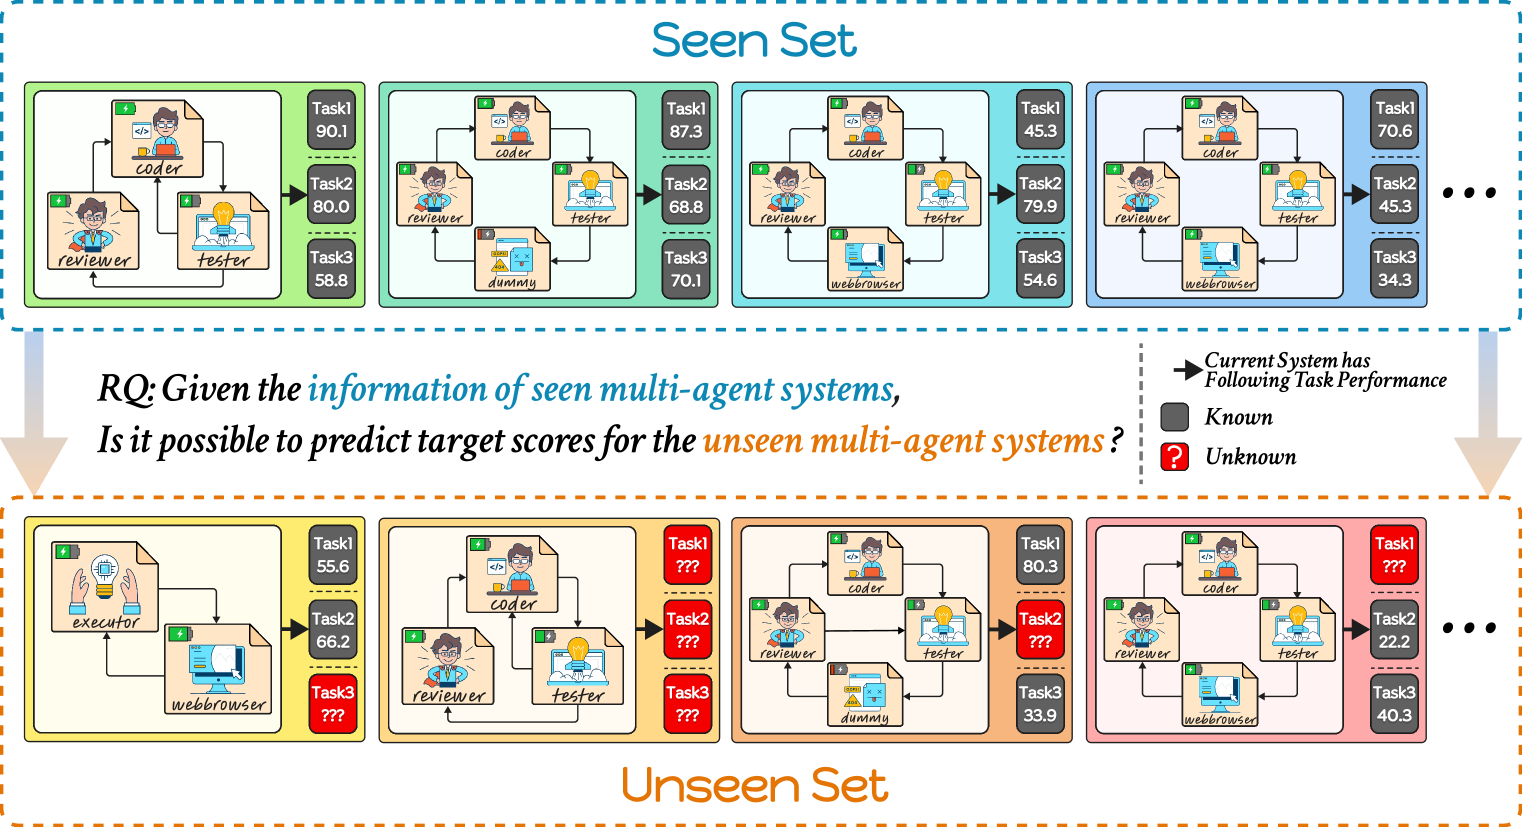 Seen Set
coder
reviewer
tester
Task1
90.1
Task2
80.0
Task3
58.8
coder
reviewer
tester
OOPS!
404
dummy
Task1
87.3
Task2
68.8
Task3
70.1
coder
reviewer
tester
webbrowser
Task1
45.3
Task2
79.9
Task3
54.6
coder
reviewer
tester
webbrowser
Task1
70.6
Task2
45.3
Task3
34.3
RQ: Given the information of seen multi-agent systems,
Is it possible to predict target scores for the unseen multi-agent systems ?
Current System has
Following Task Performance
Known
? Unknown
executor
webbrowser
Task1
55.6
Task2
66.2
Task3
???
coder
reviewer
tester
Task1
???
Task2
???
Task3
???
coder
reviewer
tester
OOPS!
404
dummy
Task1
80.3
Task2
???
Task3
33.9
coder
reviewer
tester
webbrowser
Task1
???
Task2
22.2
Task3
40.3
Unseen Set